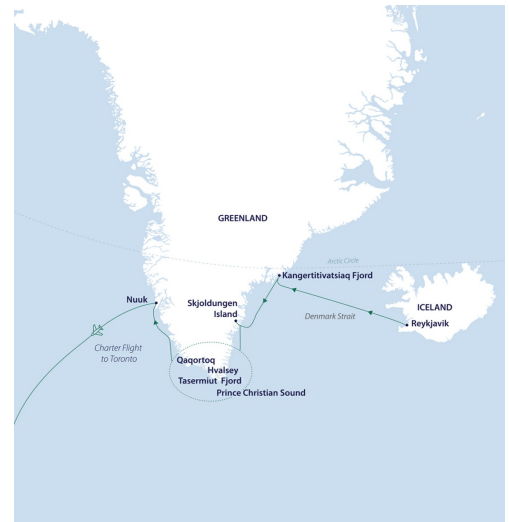 GREENLAND
Arctic Circle
Kangertitivatsiaq Fjord
Nuuk
Skjoldungen
Island
ICELAND
Denmark Strait
Reykjavik
Charter Flight
to Toronto
Qaqortoq
Hvalsey
Tasermiut Fjord
Prince Christian Sound